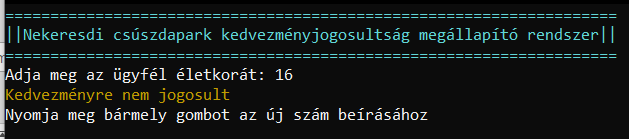 ==============================================================
||Nekeresdi csúszdapark kedvezményjogosultság megállapító rendszer||
==============================================================
Adja meg az ügyfél életkorát: 16
Kedvezményre nem jogosult
Nyomja meg bármely gombot az új szám beírásához